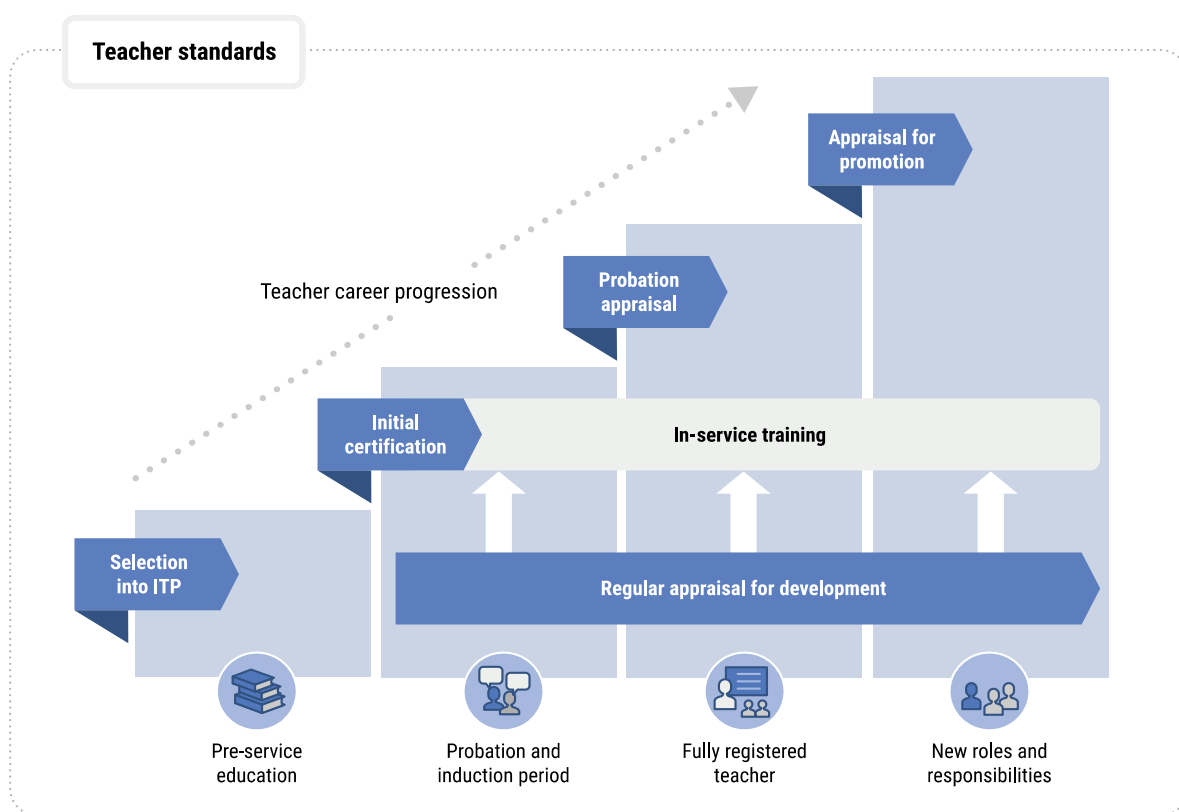 Teacher standards
Appraisal for
promotion
Probation
appraisal
Teacher career progression
Initial
certification
In-service training
Selection
into ITP
Regular appraisal for development
Pre-service
education
Probation and
induction period
Fully registered
teacher
New roles and
responsibilities